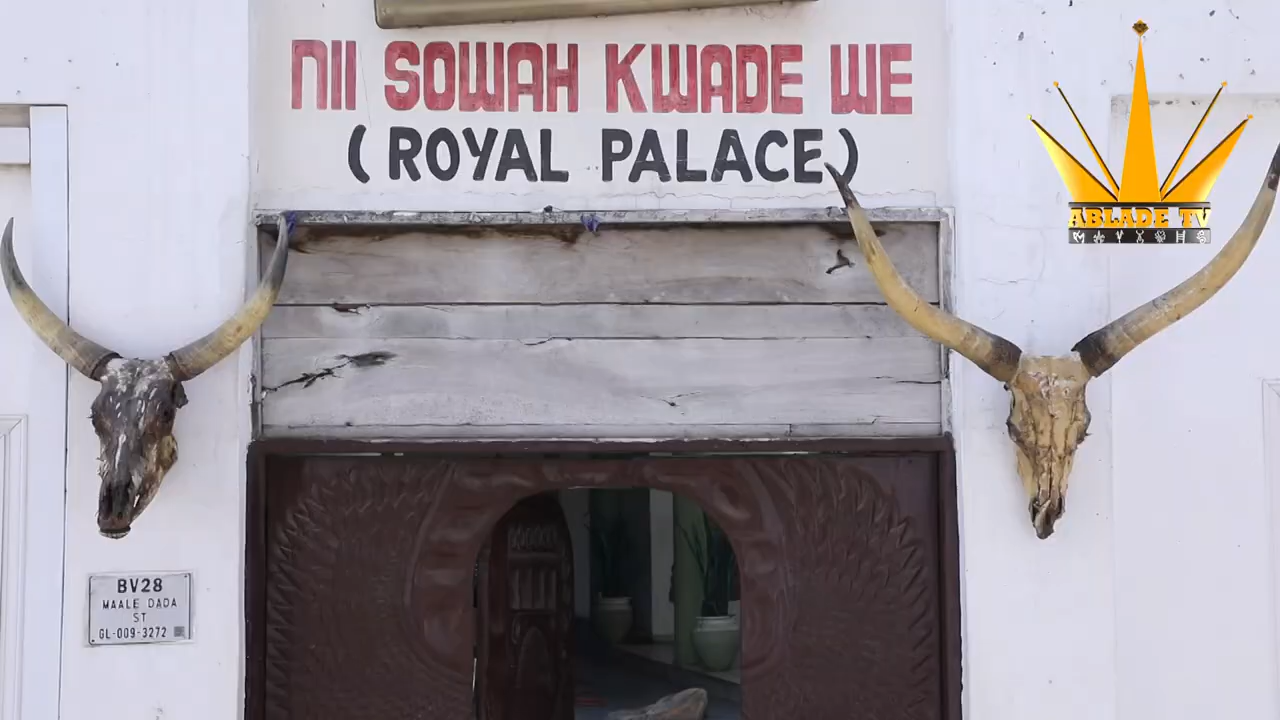 NII SOWAH KWADE WE
(ROYAL PALACE)
ABLADE TV
BV28
MAALE DADA
ST
GL-009-3272